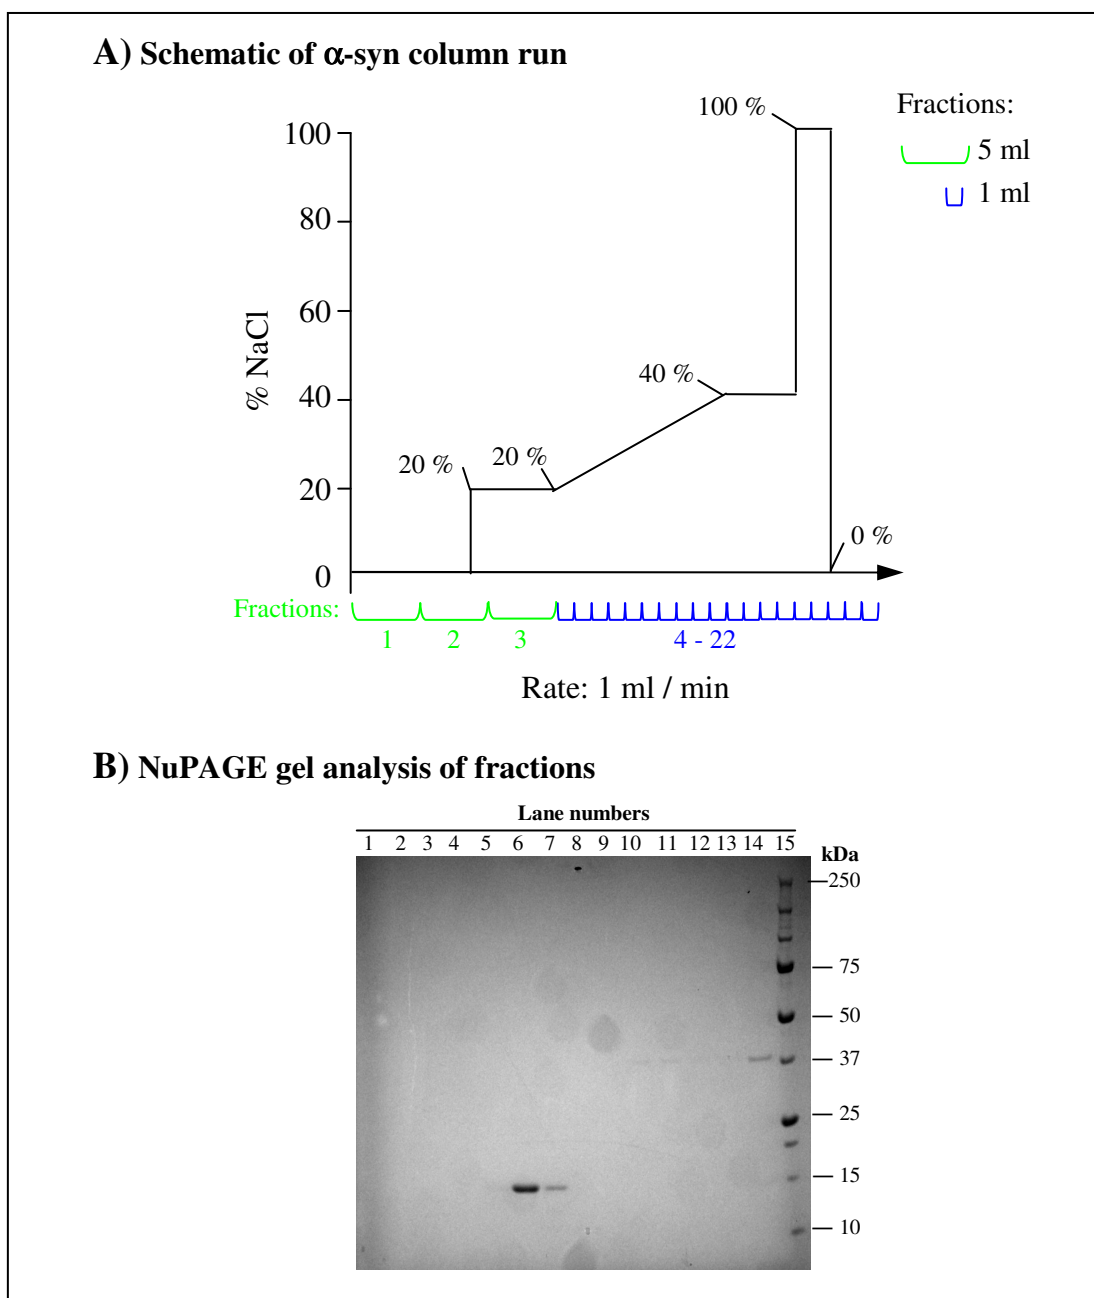 A) Schematic of α-syn column run
Fractions:
5 ml
1 ml
100 %
100
80
60
40
20
0
% NaCl
40 %
20 %
20 %
0 %
Fractions:
1 2 3 4 - 22
Rate: 1 ml / min
B) NuPAGE gel analysis of fractions
Lane numbers
1 2 3 4 5 6 7 8 9 10 11 12 13 14 15
kDa
250
75
50
37
25
15
10